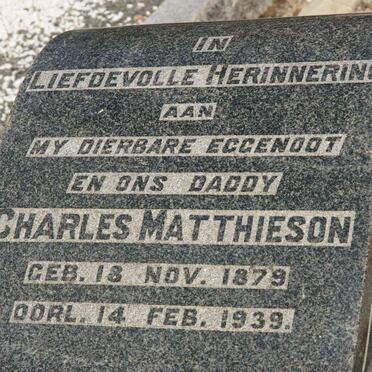 IN
LIEFDEVOLLE HERINNERING
AAN
MY DIERBARE EGGENOOT
EN ONS DADDY
CHARLES MATTHIESON
GEB. 18 NOV. 1879
OORL. 14 FEB. 1939.